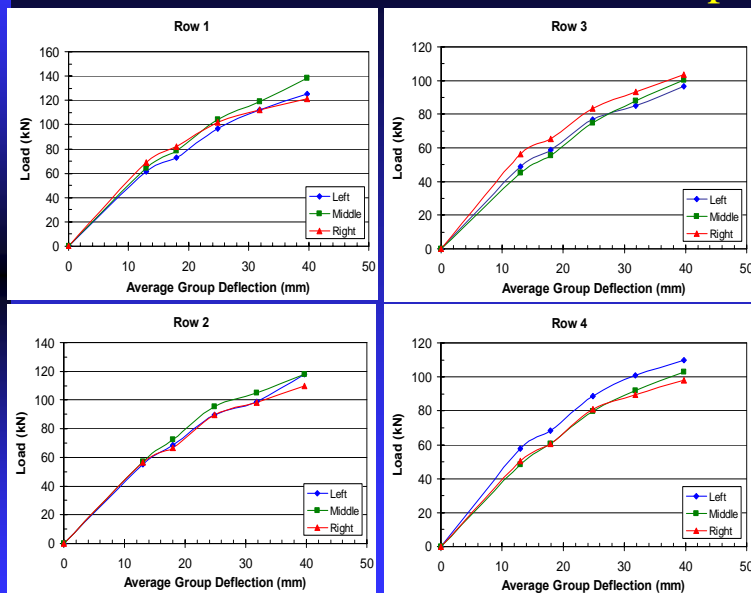 p
Row 1
Load (kN)
160
140
120
100
80
60
40
20
0
0 10 20 30 40 50
Average Group Deflection (mm)
Left
Middle
Right
Row 3
Load (kN)
120
100
80
60
40
20
0
0 10 20 30 40 50
Average Group Deflection (mm)
Left
Middle
Right
Row 2
Load (kN)
140
120
100
80
60
40
20
0
0 10 20 30 40 50
Average Group Deflection (mm)
Left
Middle
Right
Row 4
Load (kN)
120
100
80
60
40
20
0
0 10 20 30 40 50
Average Group Deflection (mm)
Left
Middle
Right